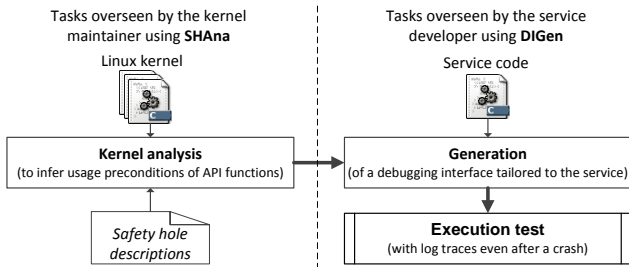 Tasks overseen by the kernel
maintainer using SHAna
Linux kernel
C
Kernel analysis
(to infer usage preconditions of API functions)
Safety hole
descriptions
Tasks overseen by the service
developer using DIGen
Service code
C
Generation
(of a debugging interface tailored to the service)
Execution test
(with log traces even after a crash)